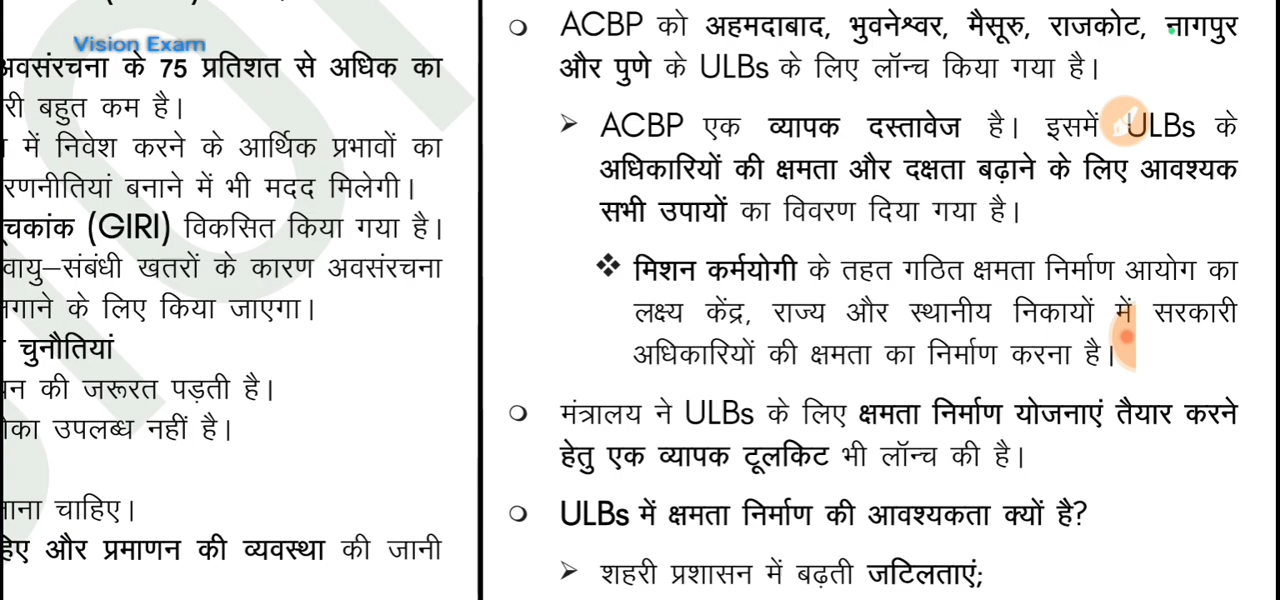 Vision Exam
अवसंरचना के 75 प्रतिशत से अधिक का
री बहुत कम है।
में निवेश करने के आर्थिक प्रभावों का
रणनीतियां बनाने में भी मदद मिलेगी।
(GIRI) विकसित किया गया है।
वायु–संबंधी खतरों के कारण अवसंरचना
लगाने के लिए किया जाएगा।
चुनौतियां
की जरूरत पड़ती है।
उपलब्ध नहीं है।
चाहिए।
और प्रमाणन की व्यवस्था की जानी
○ ACBP को अहमदाबाद, भुवनेश्वर, मैसूरु, राजकोट, नागपुर
और पुणे के ULBs के लिए लॉन्च किया गया है।
➢ ACBP एक व्यापक दस्तावेज है। इसमें ULBs के
अधिकारियों की क्षमता और दक्षता बढ़ाने के लिए आवश्यक
सभी उपायों का विवरण दिया गया है।
❖ मिशन कर्मयोगी के तहत गठित क्षमता निर्माण आयोग का
लक्ष्य केंद्र, राज्य और स्थानीय निकायों में सरकारी
अधिकारियों की क्षमता का निर्माण करना है।
○ मंत्रालय ने ULBs के लिए क्षमता निर्माण योजनाएं तैयार करने
हेतु एक व्यापक टूलकिट भी लॉन्च की है।
○ ULBs में क्षमता निर्माण की आवश्यकता क्यों है?
➢ शहरी प्रशासन में बढ़ती जटिलताएं;